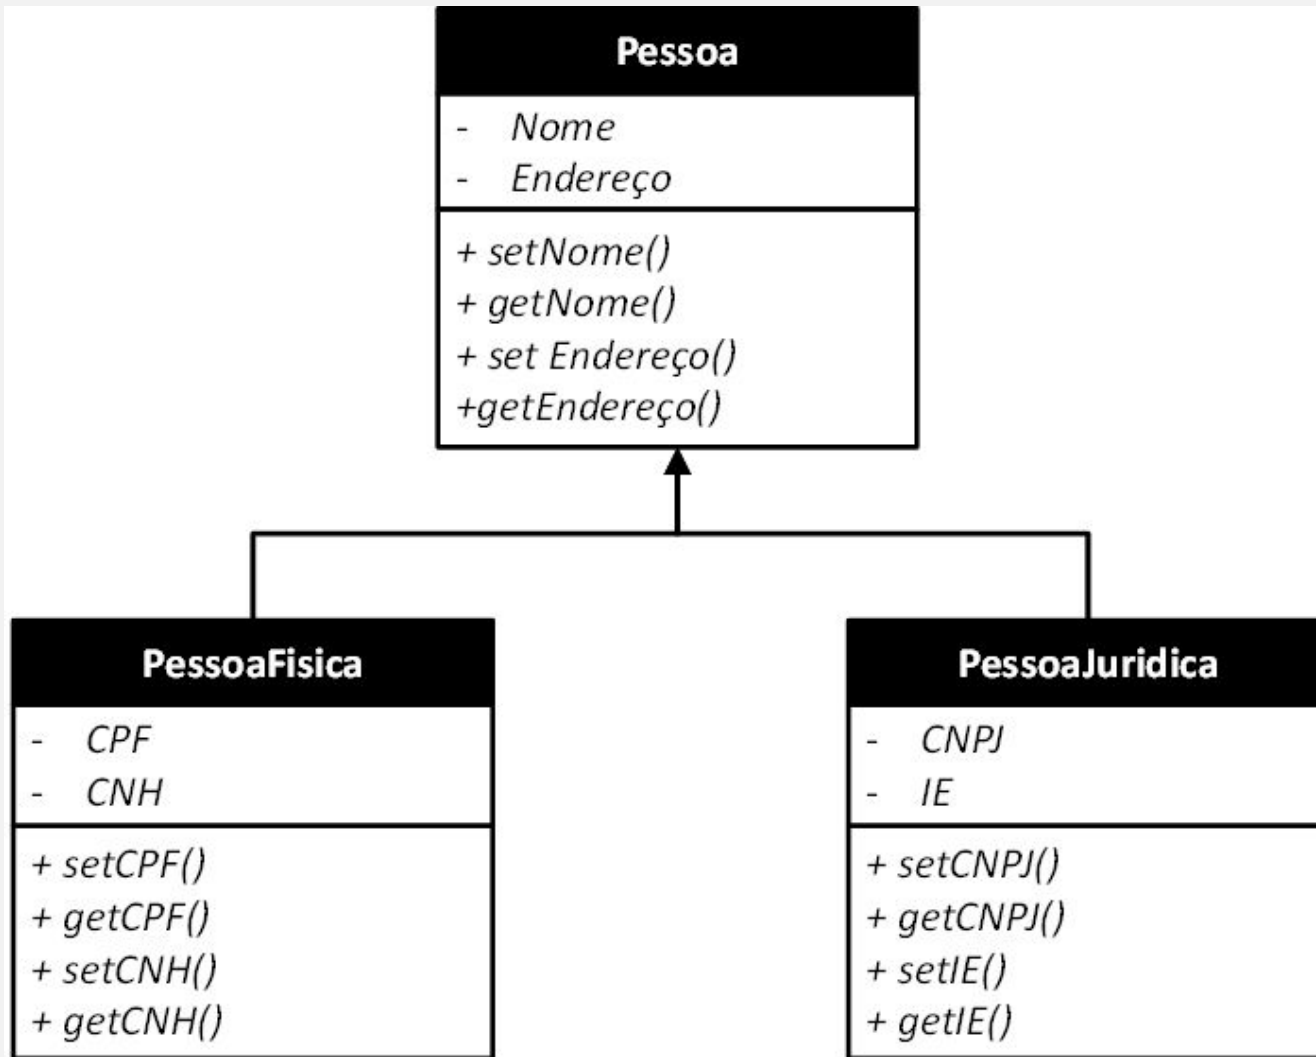 Pessoa
- Nome
- Endereço
+ setNome()
+ getNome()
+ set Endereço()
+getEndereço()
PessoaFisica
- CPF
- CNH
+ setCPF()
+ getCPF()
+ setCNH()
+ getCNH()
PessoaJuridica
- CNPJ
- IE
+ setCNPJ()
+ getCNPJ()
+ setIE()
+ getIE()